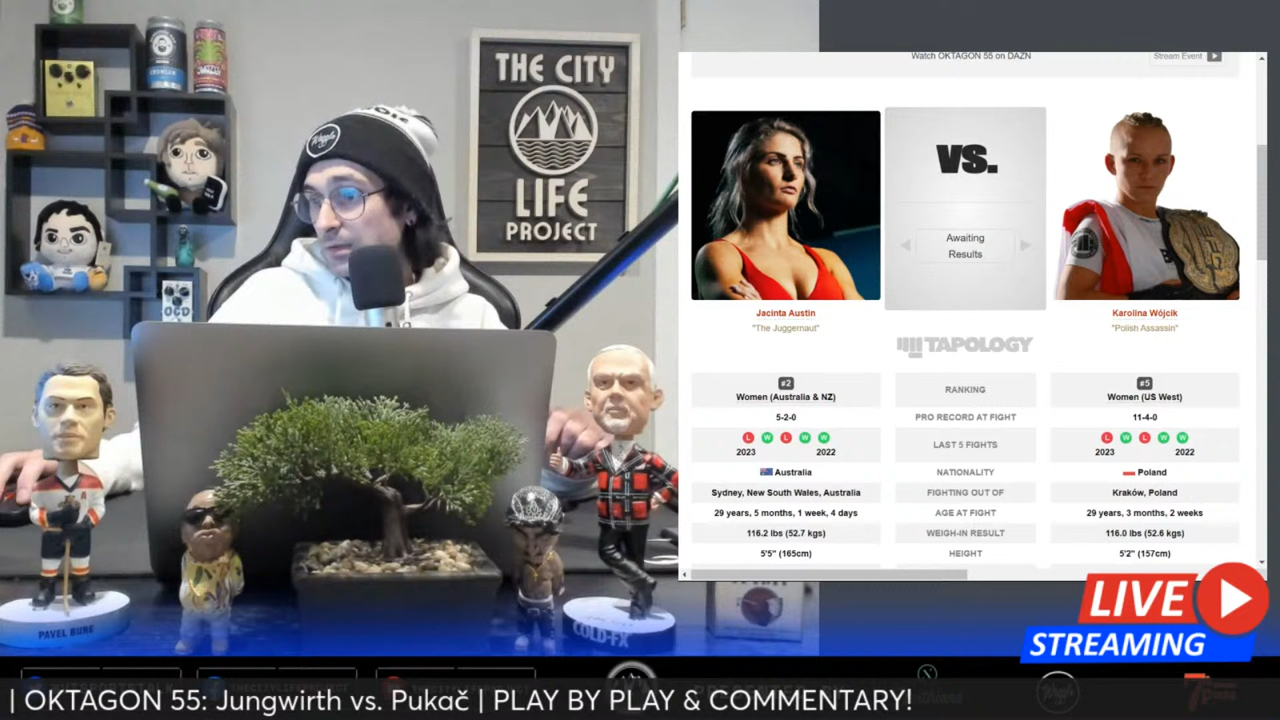 THE CITY
LIFE
PROJECT
OCD
PAVEL BURE
COLD-FX
Watch OKTAGON 55 on DAZN
Stream Event
VS.
Awaiting
Results
Jacinta Austin
"The Juggernaut"
Karolina Wójcik
"Polish Assassin"
TAPOLOGY
#2
Women (Australia & NZ)
RANKING
#5
Women (US West)
5-2-0
PRO RECORD AT FIGHT
11-4-0
L W L W W
2023 2022
LAST 5 FIGHTS
L W L W W
2023 2022
Australia
NATIONALITY
Poland
Sydney, New South Wales, Australia
FIGHTING OUT OF
Kraków, Poland
29 years, 5 months, 1 week, 4 days
AGE AT FIGHT
29 years, 3 months, 2 weeks
116.2 lbs (52.7 kgs)
WEIGH-IN RESULT
116.0 lbs (52.6 kgs)
5'5" (165cm)
HEIGHT
5'2" (157cm)
LIVE
STREAMING
| OKTAGON 55: Jungwirth vs. Pukač | PLAY BY PLAY & COMMENTARY!